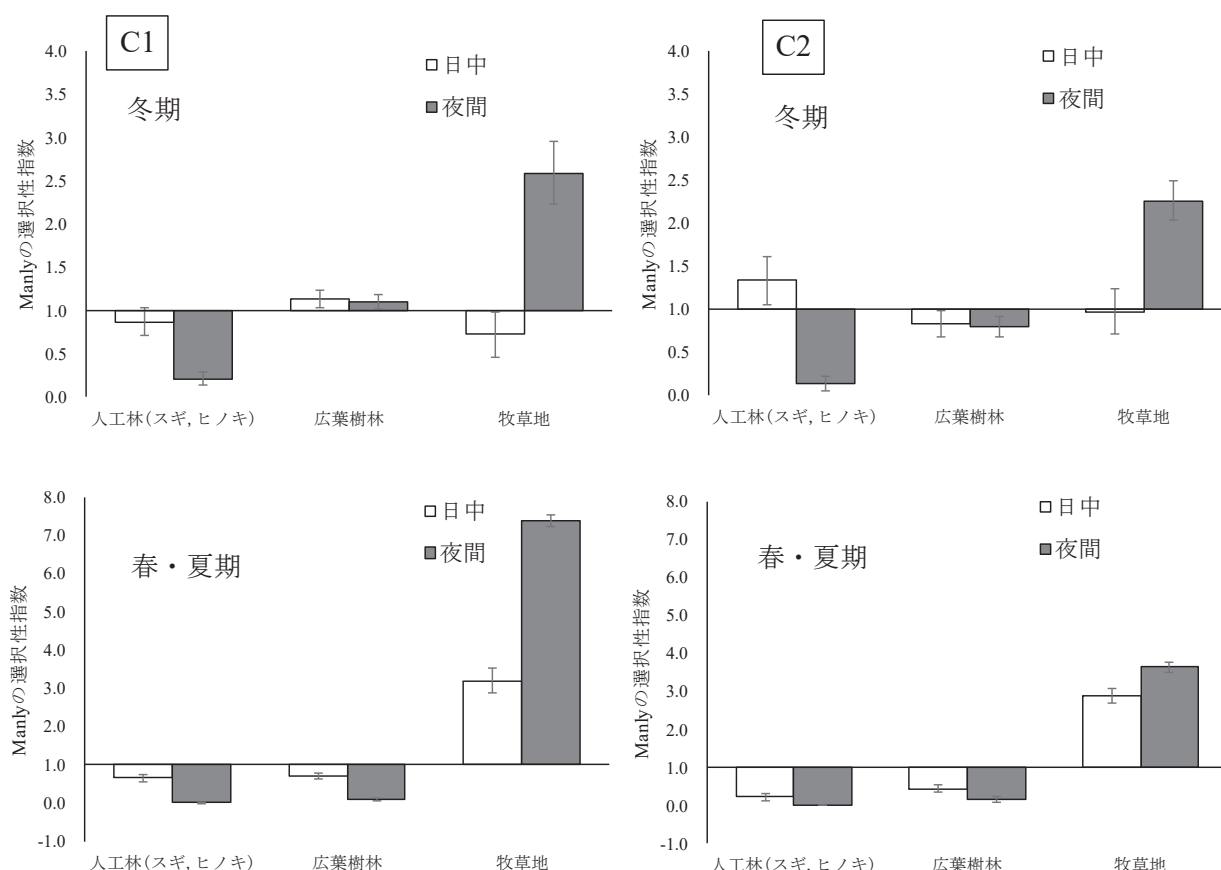 C1
冬期
□日中
■夜間
Manlyの選択性指数
4.0
3.5
3.0
2.5
2.0
1.5
1.0
0.5
0.0
人工林(スギ, ヒノキ)
広葉樹林
牧草地
C2
冬期
□日中
■夜間
Manlyの選択性指数
4.0
3.5
3.0
2.5
2.0
1.5
1.0
0.5
0.0
人工林(スギ, ヒノキ)
広葉樹林
牧草地
春・夏期
□日中
■夜間
Manlyの選択性指数
8.0
7.0
6.0
5.0
4.0
3.0
2.0
1.0
0.0
-1.0
人工林(スギ, ヒノキ)
広葉樹林
牧草地
春・夏期
□日中
■夜間
Manlyの選択性指数
8.0
7.0
6.0
5.0
4.0
3.0
2.0
1.0
0.0
-1.0
人工林(スギ, ヒノキ)
広葉樹林
牧草地